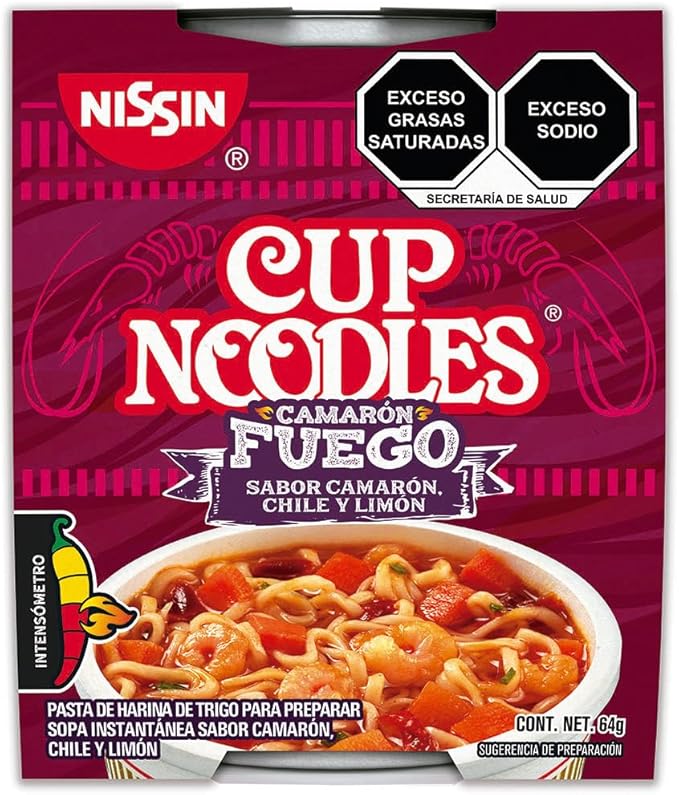 NISSIN
®
EXCESO
GRASAS
SATURADAS
EXCESO
SODIO
SECRETARÍA DE SALUD
CUP
NOODLES®
CAMARÓN
FUEGO
SABOR CAMARÓN,
CHILE Y LIMÓN
INTENSÓMETRO
PASTA DE HARINA DE TRIGO PARA PREPARAR
SOPA INSTANTÁNEA SABOR CAMARÓN,
CHILE Y LIMÓN
CONT. NET. 64g
SUGERENCIA DE PREPARACIÓN